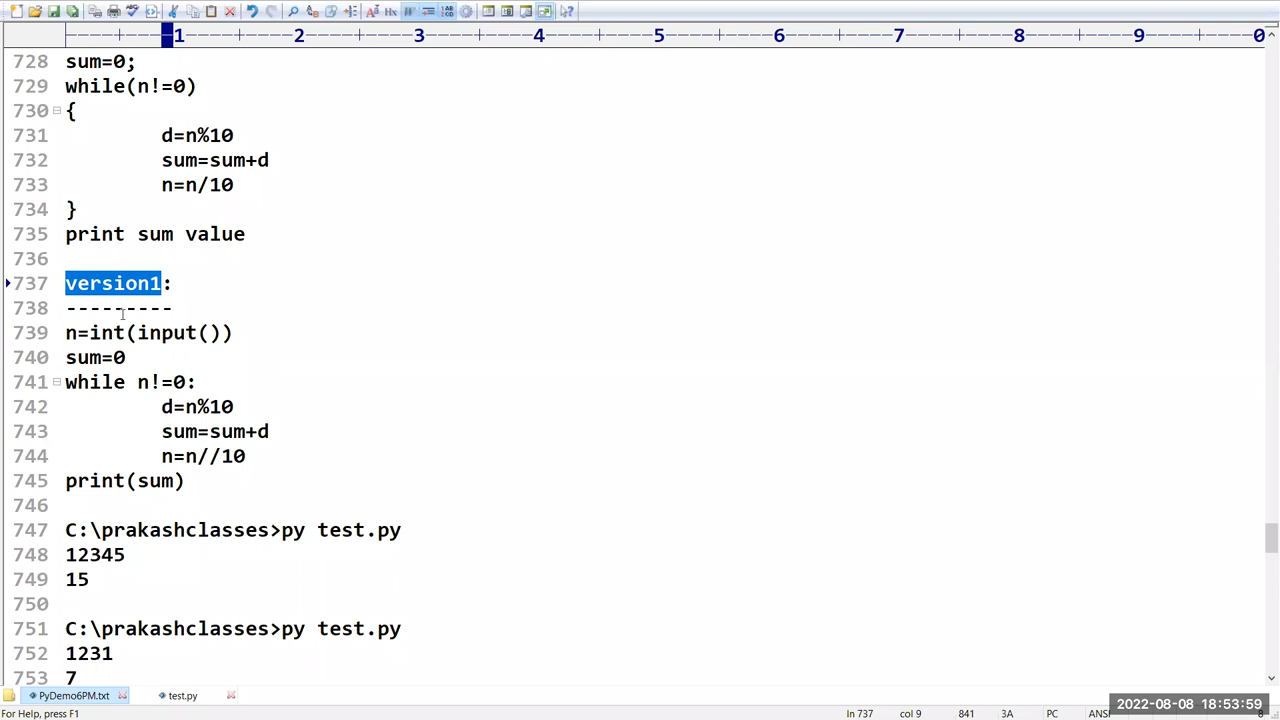 1 2 3 4 5 6 7 8 9 0
728 sum=0;
729 while(n!=0)
730 {
731 d=n%10
732 sum=sum+d
733 n=n/10
734 }
735 print sum value
736
737 version1:
738 ---------
739 n=int(input())
740 sum=0
741 while n!=0:
742 d=n%10
743 sum=sum+d
744 n=n//10
745 print(sum)
746
747 C:\prakashclasses>py test.py
748 12345
749 15
750
751 C:\prakashclasses>py test.py
752 1231
753 7
PyDemo6PM.txt test.py
2022-08-08 18:53:59
For Help, press F1 ln 737 col 9 841 3A PC ANSI